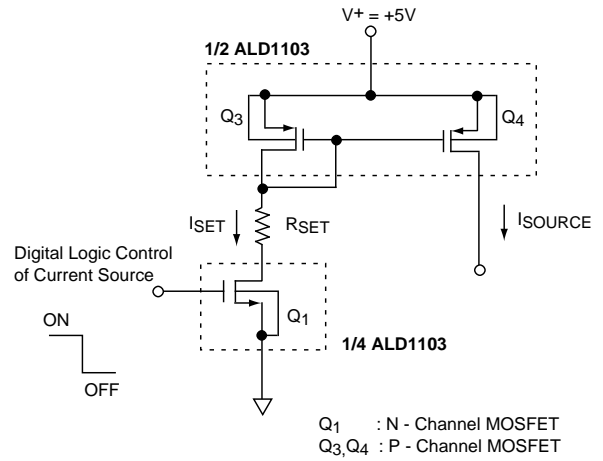 V+ = +5V
1/2 ALD1103
Q3
Q4
ISET
RSET
ISOURCE
Digital Logic Control
of Current Source
Q1
ON
OFF
1/4 ALD1103
Q1 : N - Channel MOSFET
Q3,Q4 : P - Channel MOSFET